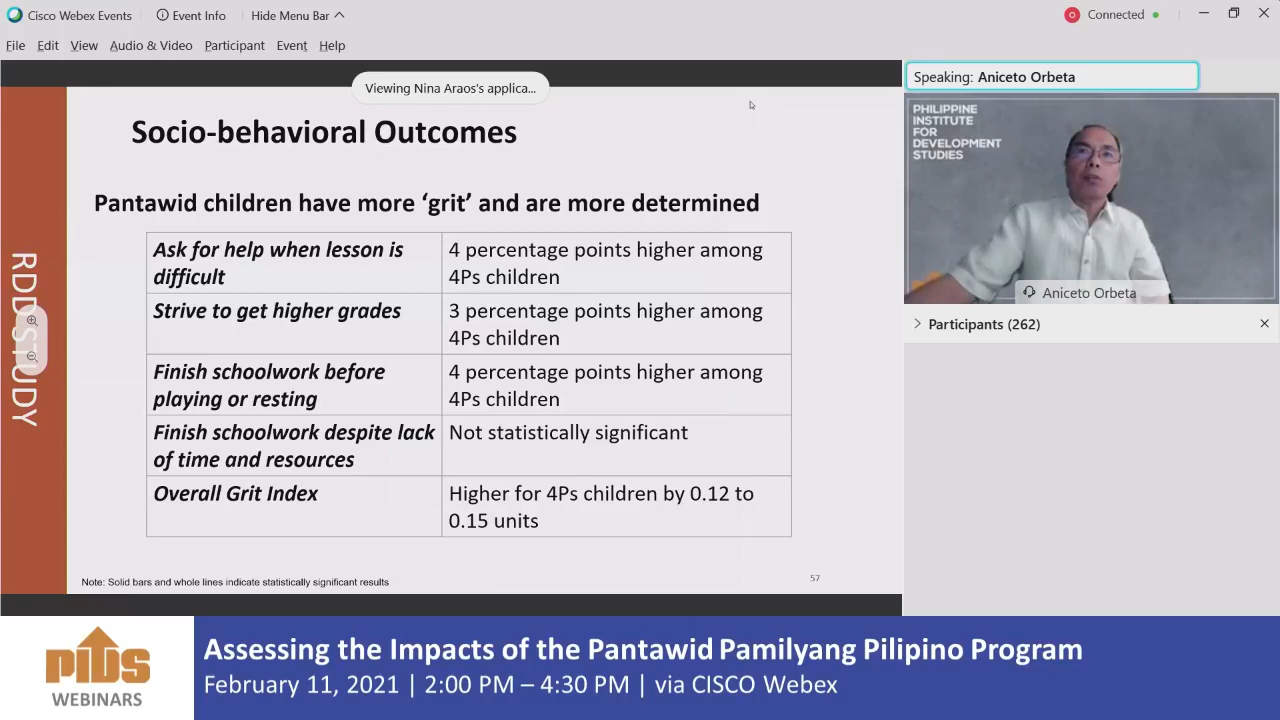 Cisco Webex Events
Event Info
Hide Menu Bar
Connected
File Edit View Audio & Video Participant Event Help
Viewing Nina Araos's applica...
Speaking: Aniceto Orbeta
PHILIPPINE
INSTITUTE
FOR
DEVELOPMENT
STUDIES
Aniceto Orbeta
Participants (262)
RDD STUDY
Socio-behavioral Outcomes
Pantawid children have more ‘grit’ and are more determined
Ask for help when lesson is
difficult
4 percentage points higher among
4Ps children
Strive to get higher grades
3 percentage points higher among
4Ps children
Finish schoolwork before
playing or resting
4 percentage points higher among
4Ps children
Finish schoolwork despite lack
of time and resources
Not statistically significant
Overall Grit Index
Higher for 4Ps children by 0.12 to
0.15 units
Note: Solid bars and whole lines indicate statistically significant results
57
PIDS
WEBINARS
Assessing the Impacts of the Pantawid Pamilyang Pilipino Program
February 11, 2021 | 2:00 PM – 4:30 PM | via CISCO Webex